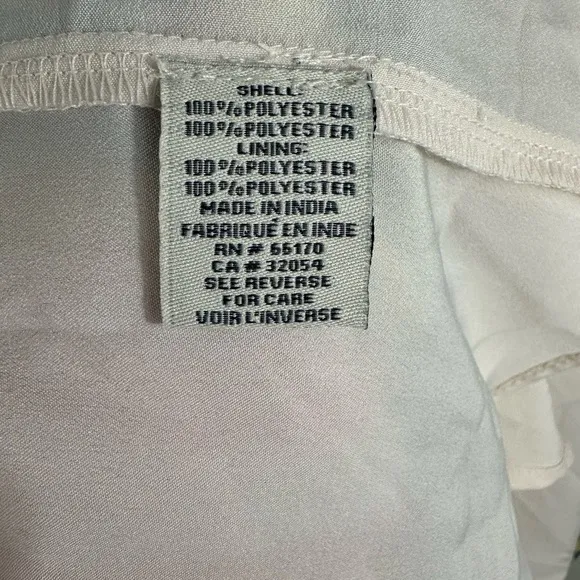 SHELL:
100%POLYESTER
100%POLYESTER
LINING:
100%POLYESTER
100%POLYESTER
MADE IN INDIA
FABRIQUÉ EN INDE
RN # 66170
CA # 32054
SEE REVERSE
FOR CARE
VOIR L'INVERSE